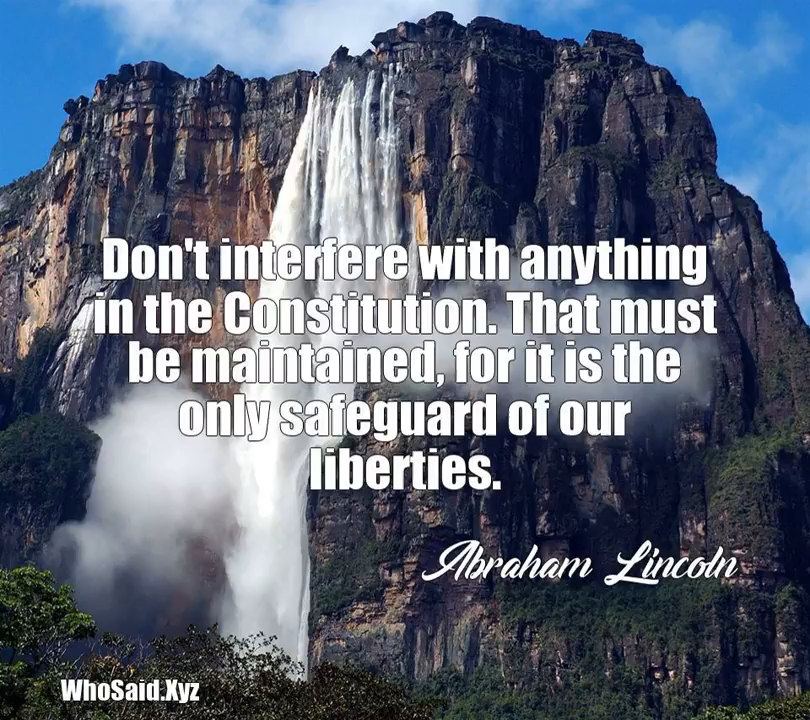 Don't interfere with anything
in the Constitution. That must
be maintained, for it is the
only safeguard of our
liberties.
Abraham Lincoln
WhoSaid.Xyz